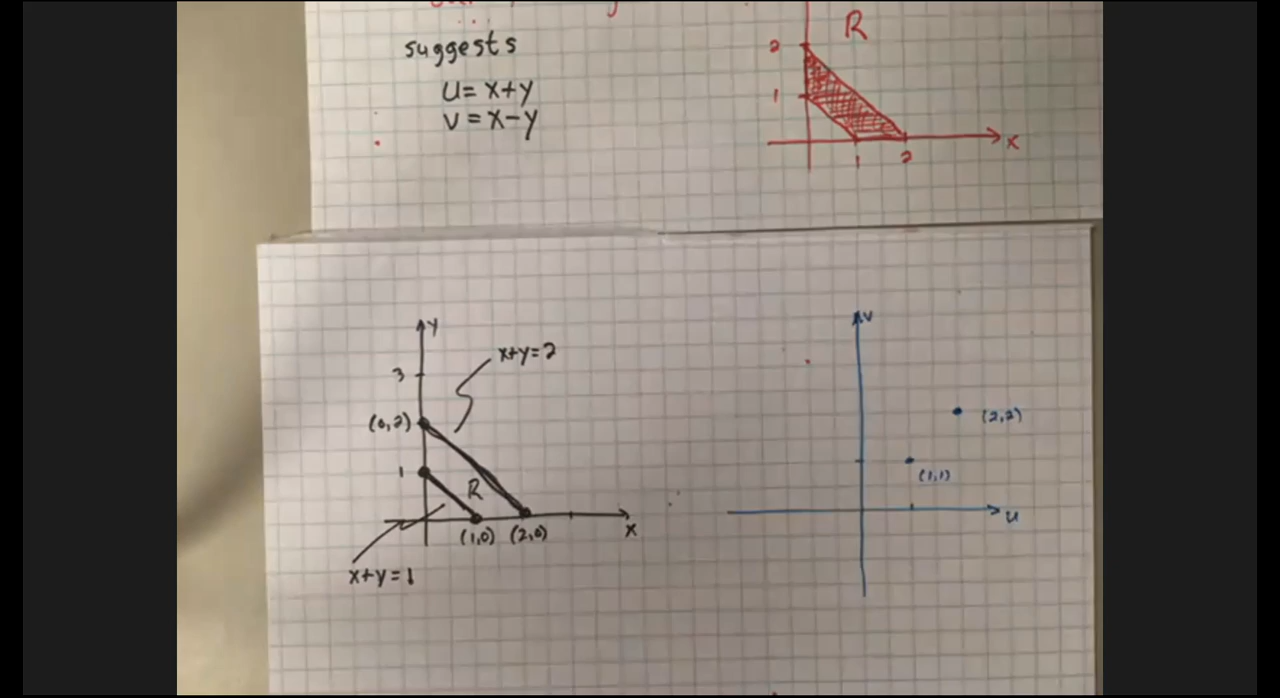 suggests
u = x+y
v = x-y
R
2
1
x
1
2
y
x+y=2
3
(0,2)
1
R
(1,0) (2,0)
x
x+y=1
v
(2,2)
(1,1)
u